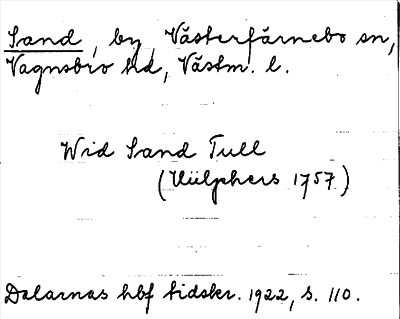 Sand, by, Västerfärnebo sn,
Vagnsbro hd, Västm. l.
Wid Sand Tull
(Hülphers 1757)
Dalarnas hbf tidskr. 1922, s. 110.